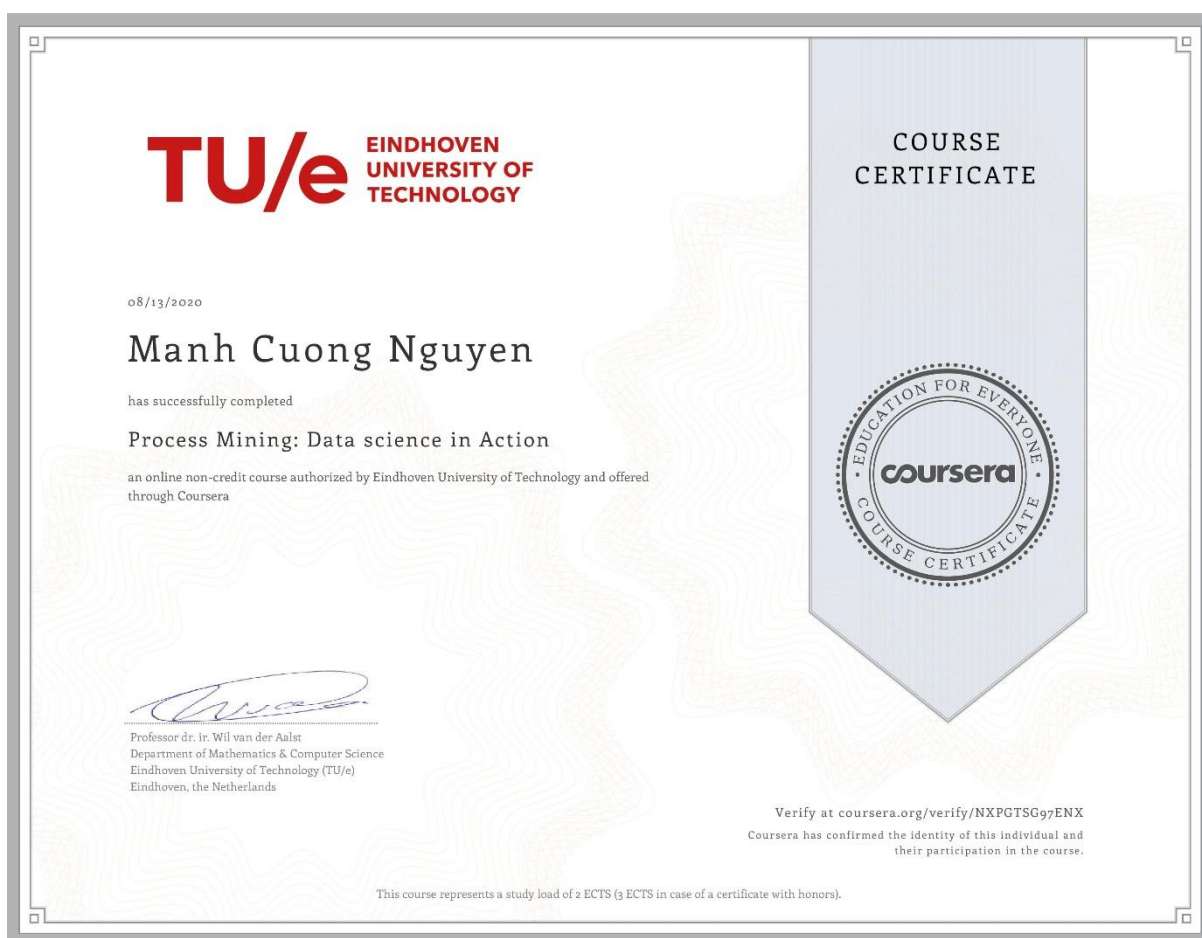 TU/e
EINDHOVEN
UNIVERSITY OF
TECHNOLOGY
COURSE
CERTIFICATE
08/13/2020
Manh Cuong Nguyen
has successfully completed
Process Mining: Data science in Action
an online non-credit course authorized by Eindhoven University of Technology and offered
through Coursera
EDUCATION FOR EVERYONE
coursera
COURSE CERTIFICATE
Professor dr. ir. Wil van der Aalst
Department of Mathematics & Computer Science
Eindhoven University of Technology (TU/e)
Eindhoven, the Netherlands
Verify at coursera.org/verify/NXPGTSG97ENX
Coursera has confirmed the identity of this individual and
their participation in the course.
This course represents a study load of 2 ECTS (3 ECTS in case of a certificate with honors).